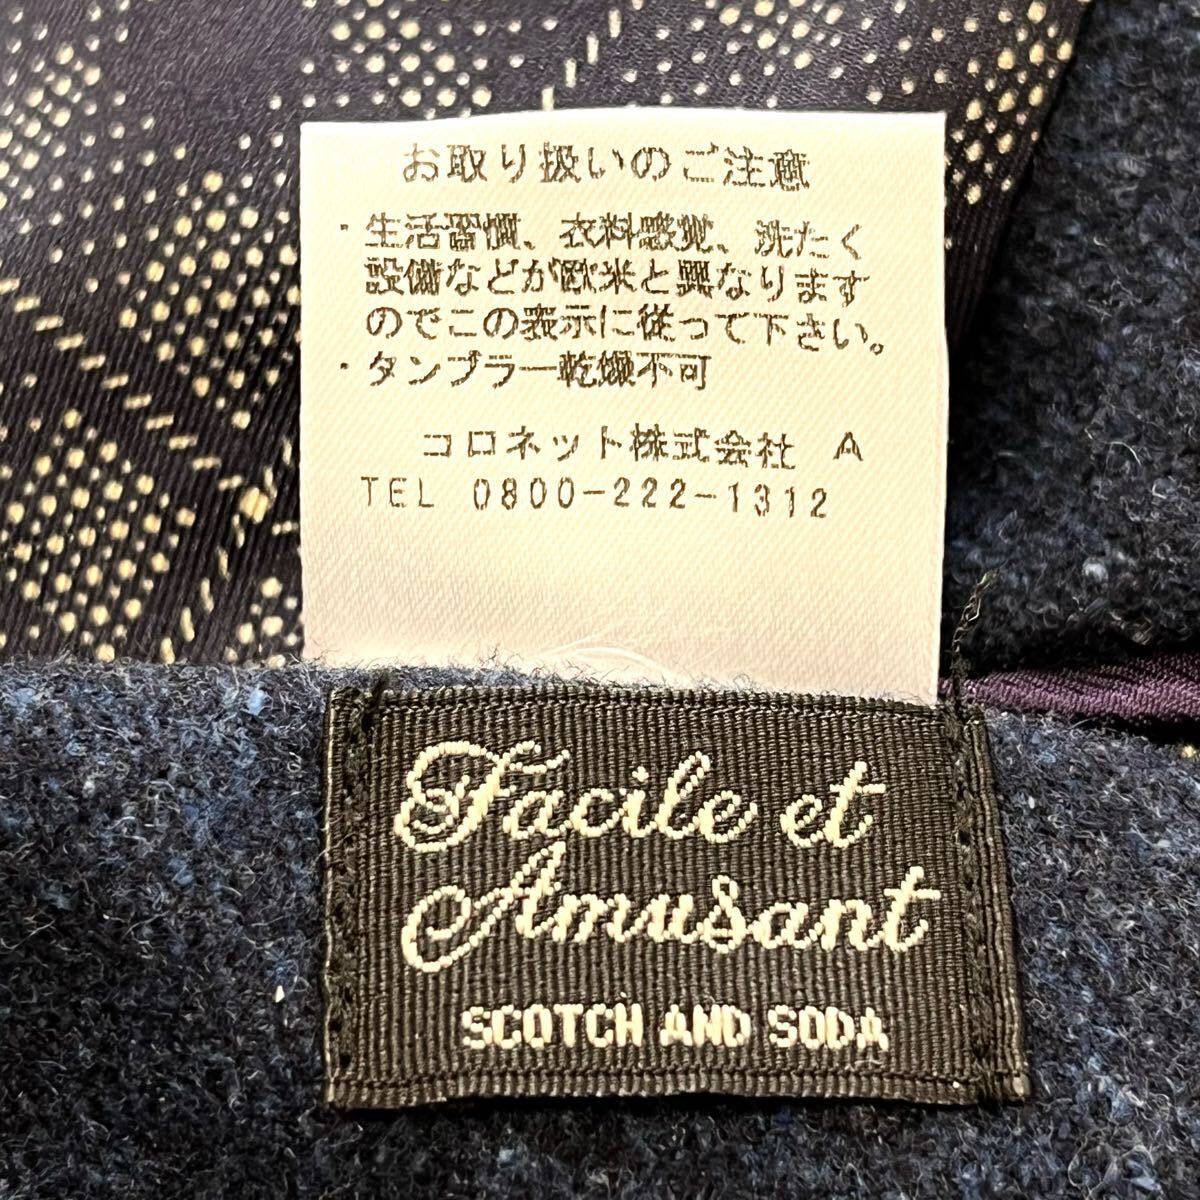 お取り扱いのご注意
・生活習慣、衣料感覚、洗たく
設備などが欧米と異なります
のでこの表示に従って下さい。
・タンブラー乾燥不可
コロネット株式会社 A
TEL 0800-222-1312
Facile et
Amusant
SCOTCH AND SODA